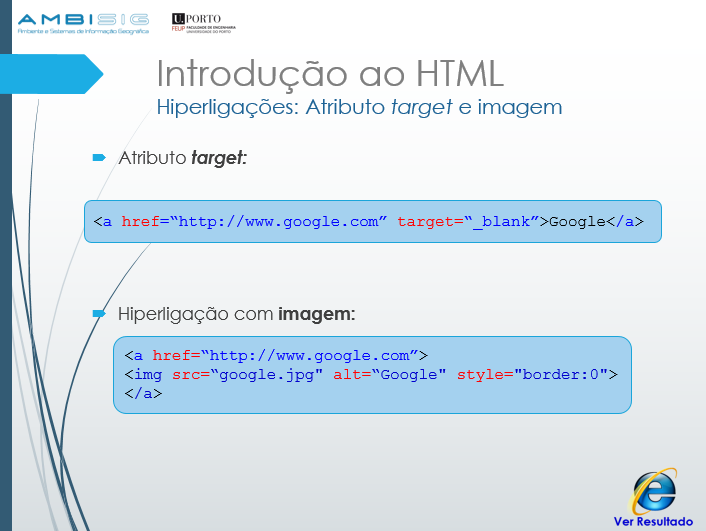 AMBISIG
Ambiente e Sistemas de Informação Geográfica
U.PORTO
FEUP FACULDADE DE ENGENHARIA
UNIVERSIDADE DO PORTO
Introdução ao HTML
Hiperligações: Atributo target e imagem
Atributo target:
<a href=“http://www.google.com” target=“_blank”>Google</a>
Hiperligação com imagem:
<a href=“http://www.google.com”>
<img src=“google.jpg" alt=“Google" style="border:0">
</a>
Ver Resultado